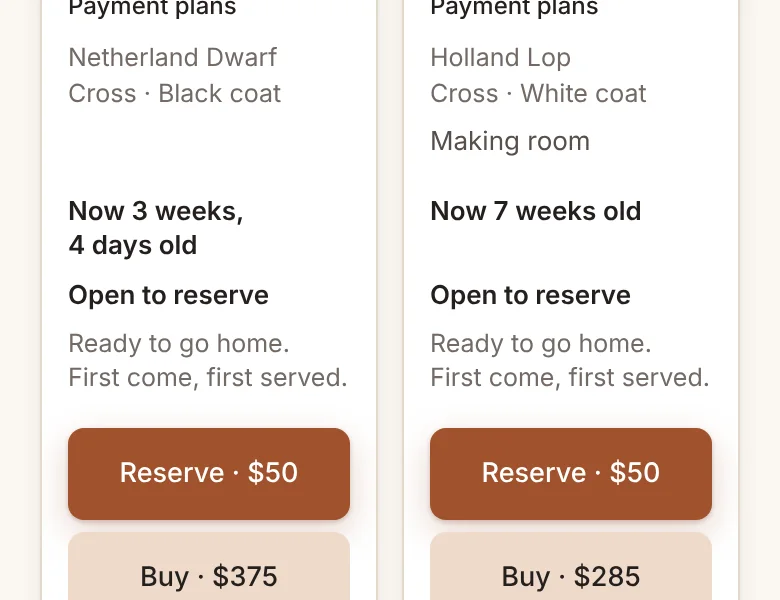 Payment plans
Netherland Dwarf
Cross · Black coat
Now 3 weeks,
4 days old
Open to reserve
Ready to go home.
First come, first served.
Reserve · $50
Buy · $375
Payment plans
Holland Lop
Cross · White coat
Making room
Now 7 weeks old
Open to reserve
Ready to go home.
First come, first served.
Reserve · $50
Buy · $285